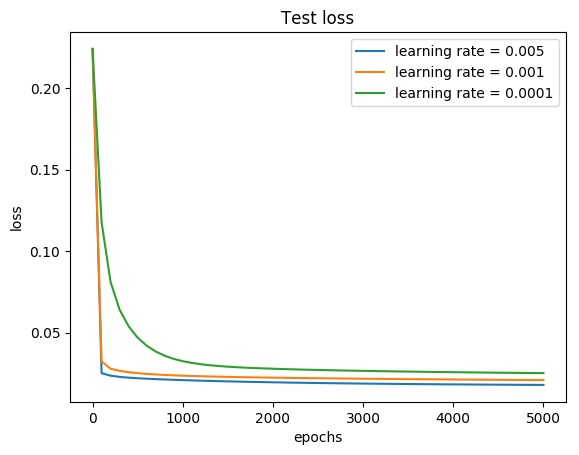 Test loss
learning rate = 0.005
learning rate = 0.001
learning rate = 0.0001
0.20
0.15
0.10
0.05
loss
0 1000 2000 3000 4000 5000
epochs